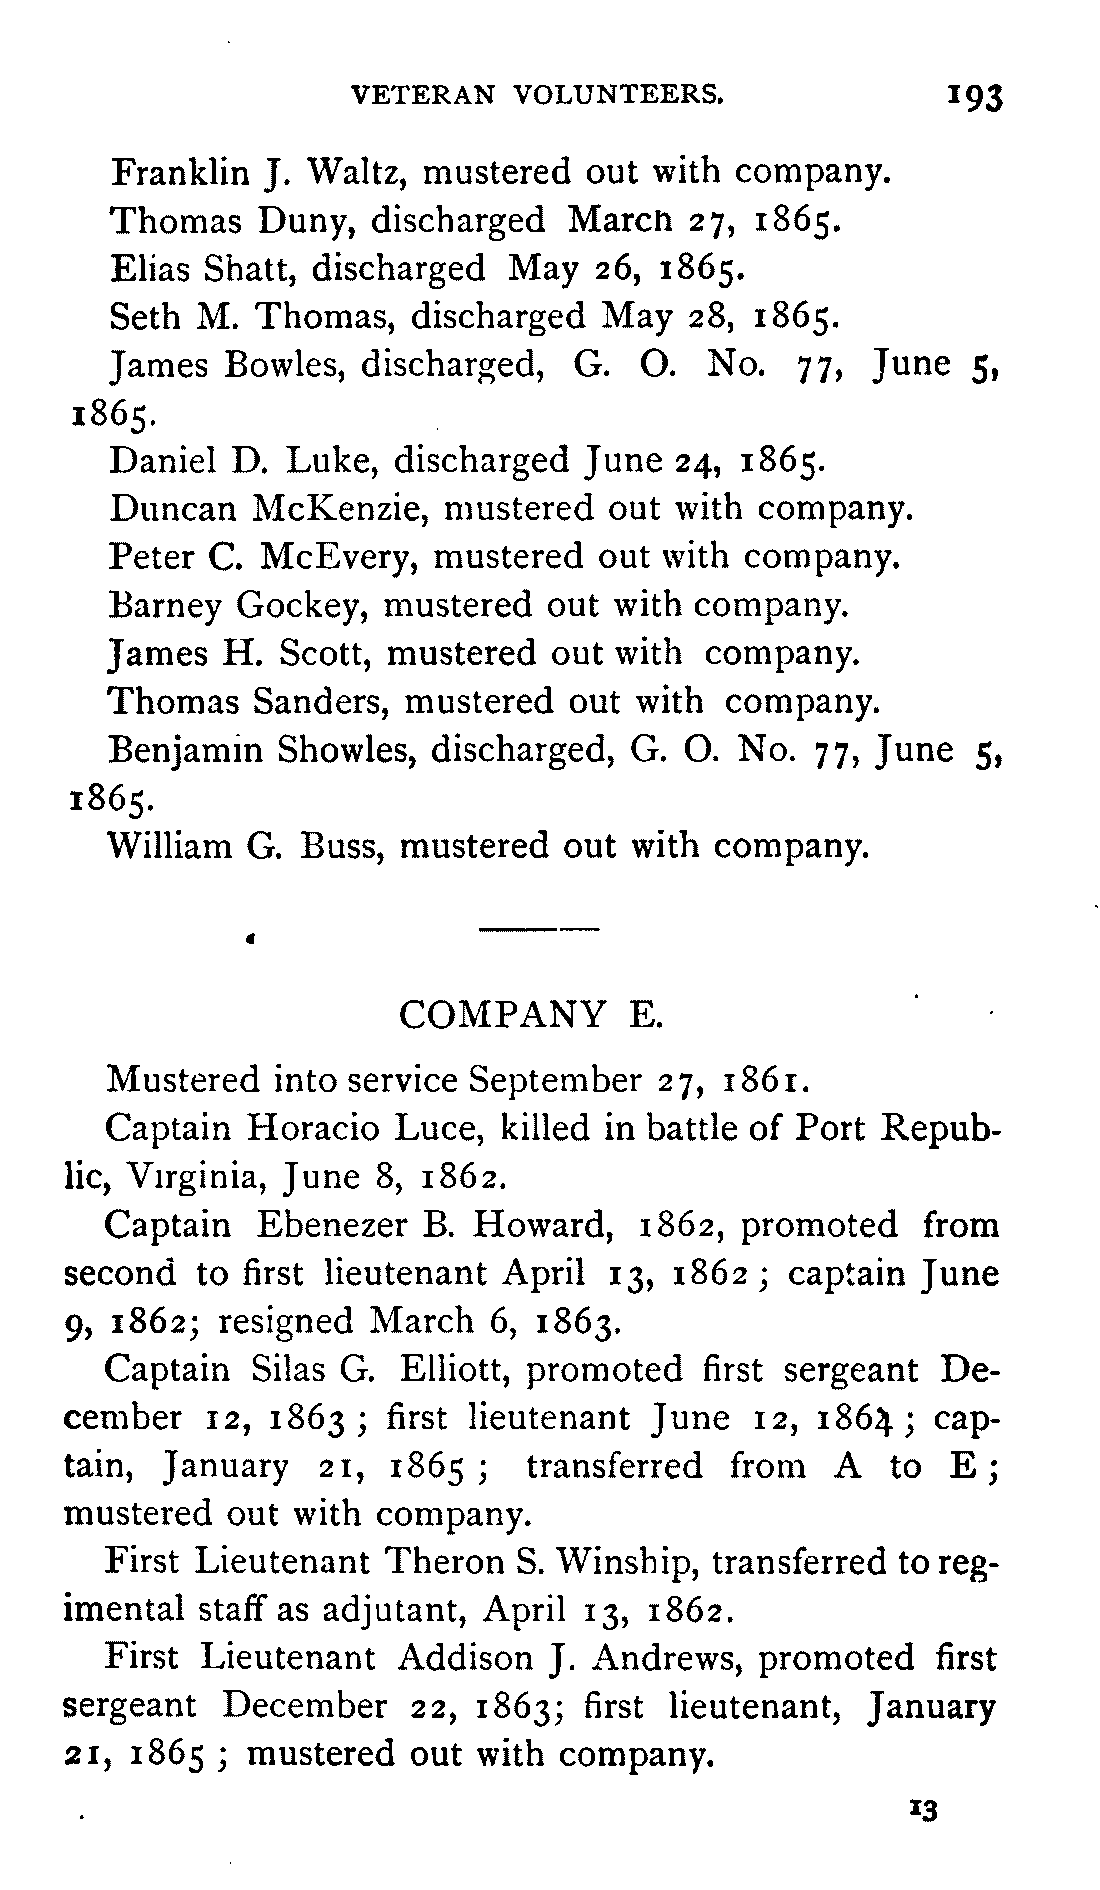 VETERAN VOLUNTEERS. 193
Franklin J. Waltz, mustered out with company.
Thomas Duny, discharged March 27, 1865.
Elias Shatt, discharged May 26, 1865.
Seth M. Thomas, discharged May 28, 1865.
James Bowles, discharged, G. O. No. 77, June 5,
1865.
Daniel D. Luke, discharged June 24, 1865.
Duncan McKenzie, mustered out with company.
Peter C. McEvery, mustered out with company.
Barney Gockey, mustered out with company.
James H. Scott, mustered out with company.
Thomas Sanders, mustered out with company.
Benjamin Showles, discharged, G. O. No. 77, June 5,
1865.
William G. Buss, mustered out with company.
COMPANY E.
Mustered into service September 27, 1861.
Captain Horacio Luce, killed in battle of Port Repub-
lic, Virginia, June 8, 1862.
Captain Ebenezer B. Howard, 1862, promoted from
second to first lieutenant April 13, 1862 ; captain June
9, 1862; resigned March 6, 1863.
Captain Silas G. Elliott, promoted first sergeant De-
cember 12, 1863 ; first lieutenant June 12, 1864 ; cap-
tain, January 21, 1865 ; transferred from A to E ;
mustered out with company.
First Lieutenant Theron S. Winship, transferred to reg-
imental staff as adjutant, April 13, 1862.
First Lieutenant Addison J. Andrews, promoted first
sergeant December 22, 1863; first lieutenant, January
21, 1865 ; mustered out with company.
13